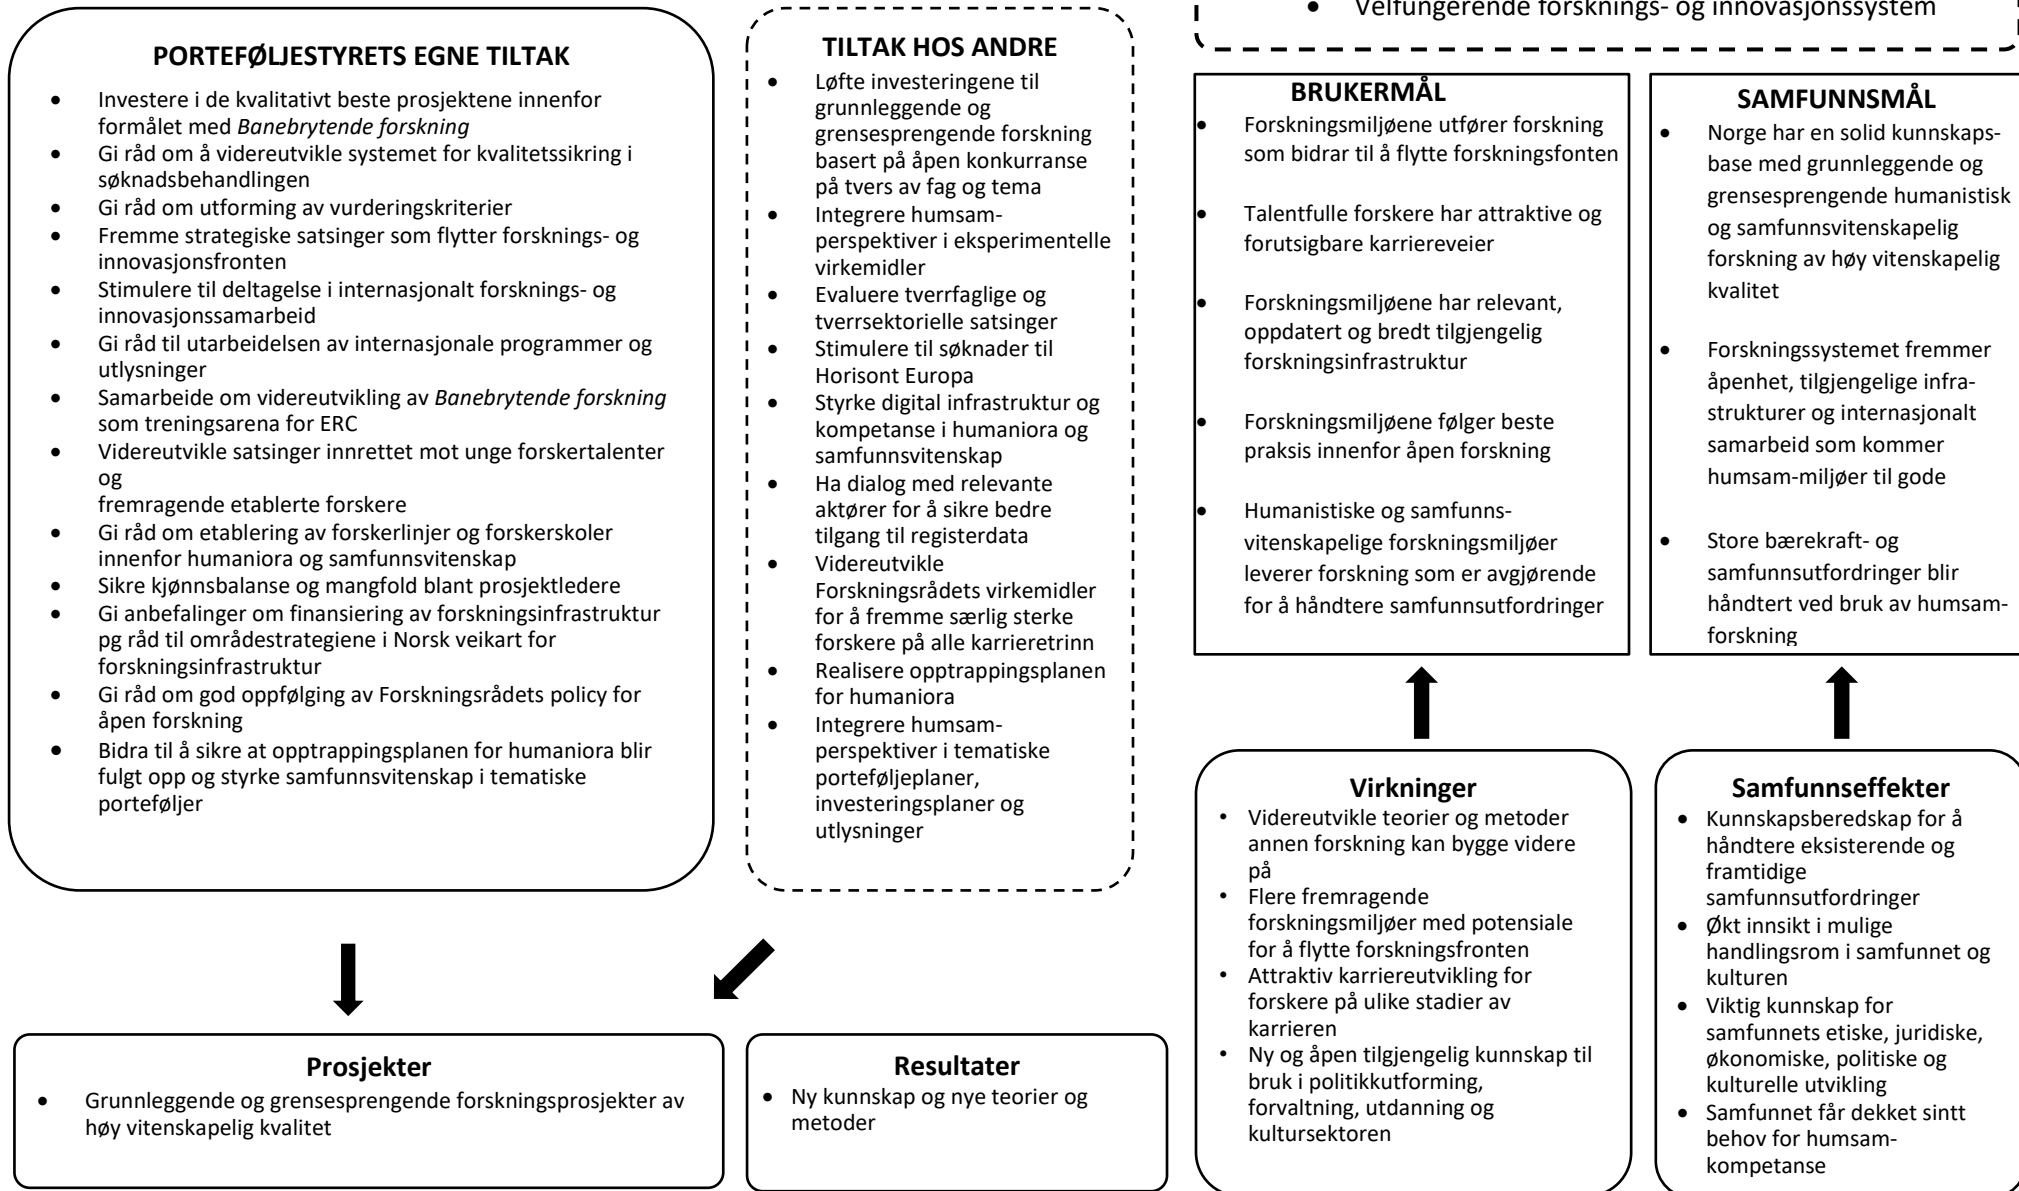 PORTEFØLJESTYRETS EGNE TILTAK
• Investere i de kvalitativt beste prosjektene innenfor
formålet med Banebrytende forskning
• Gi råd om å videreutvikle systemet for kvalitetssikring i
søknadsbehandlingen
• Gi råd om utforming av vurderingskriterier
• Fremme strategiske satsinger som flytter forsknings- og
innovasjonsfronten
• Stimulere til deltagelse i internasjonalt forsknings- og
innovasjonssamarbeid
• Gi råd til utarbeidelsen av internasjonale programmer og
utlysninger
• Samarbeide om videreutvikling av Banebrytende forskning
som treningsarena for ERC
• Videreutvikle satsinger innrettet mot unge forskertalenter
og
fremragende etablerte forskere
• Gi råd om etablering av forskerlinjer og forskerskoler
innenfor humaniora og samfunnsvitenskap
• Sikre kjønnsbalanse og mangfold blant prosjektledere
• Gi anbefalinger om finansiering av forskningsinfrastruktur
pg råd til områdestrategiene i Norsk veikart for
forskningsinfrastruktur
• Gi råd om god oppfølging av Forskningsrådets policy for
åpen forskning
• Bidra til å sikre at opptrappingsplanen for humaniora blir
fulgt opp og styrke samfunnsvitenskap i tematiske
porteføljer
TILTAK HOS ANDRE
• Løfte investeringene til
grunnleggende og
grensesprengende forskning
basert på åpen konkurranse
på tvers av fag og tema
• Integrere humsam-
perspektiver i eksperimentelle
virkemidler
• Evaluere tverrfaglige og
tverrsektorielle satsinger
• Stimulere til søknader til
Horisont Europa
• Styrke digital infrastruktur og
kompetanse i humaniora og
samfunnsvitenskap
• Ha dialog med relevante
aktører for å sikre bedre
tilgang til registerdata
• Videreutvikle
Forskningsrådets virkemidler
for å fremme særlig sterke
forskere på alle karrieretrinn
• Realisere opptrappingsplanen
for humaniora
• Integrere humsam-
perspektiver i tematiske
porteføljeplaner,
investeringsplaner og
utlysninger
• Velfungerende forsknings- og innovasjonssystem
BRUKERMÅL
• Forskningsmiljøene utfører forskning
som bidrar til å flytte forskningsfonten
• Talentfulle forskere har attraktive og
forutsigbare karriereveier
• Forskningsmiljøene har relevant,
oppdatert og bredt tilgjengelig
forskningsinfrastruktur
• Forskningsmiljøene følger beste
praksis innenfor åpen forskning
• Humanistiske og samfunns-
vitenskapelige forskningsmiljøer
leverer forskning som er avgjørende
for å håndtere samfunnsutfordringer
SAMFUNNSMÅL
• Norge har en solid kunnskaps-
base med grunnleggende og
grensesprengende humanistisk
og samfunnsvitenskapelig
forskning av høy vitenskapelig
kvalitet
• Forskningssystemet fremmer
åpenhet, tilgjengelige infra-
strukturer og internasjonalt
samarbeid som kommer
humsam-miljøer til gode
• Store bærekraft- og
samfunnsutfordringer blir
håndtert ved bruk av humsam-
forskning
Prosjekter
• Grunnleggende og grensesprengende forskningsprosjekter av
høy vitenskapelig kvalitet
Resultater
• Ny kunnskap og nye teorier og
metoder
Virkninger
• Videreutvikle teorier og metoder
annen forskning kan bygge videre
på
• Flere fremragende
forskningsmiljøer med potensiale
for å flytte forskningsfronten
• Attraktiv karriereutvikling for
forskere på ulike stadier av
karrieren
• Ny og åpen tilgjengelig kunnskap til
bruk i politikkutforming,
forvaltning, utdanning og
kultursektoren
Samfunnseffekter
• Kunnskapsberedskap for å
håndtere eksisterende og
framtidige
samfunnsutfordringer
• Økt innsikt i mulige
handlingsrom i samfunnet og
kulturen
• Viktig kunnskap for
samfunnets etiske, juridiske,
økonomiske, politiske og
kulturelle utvikling
• Samfunnet får dekket sintt
behov for humsam-
kompetanse